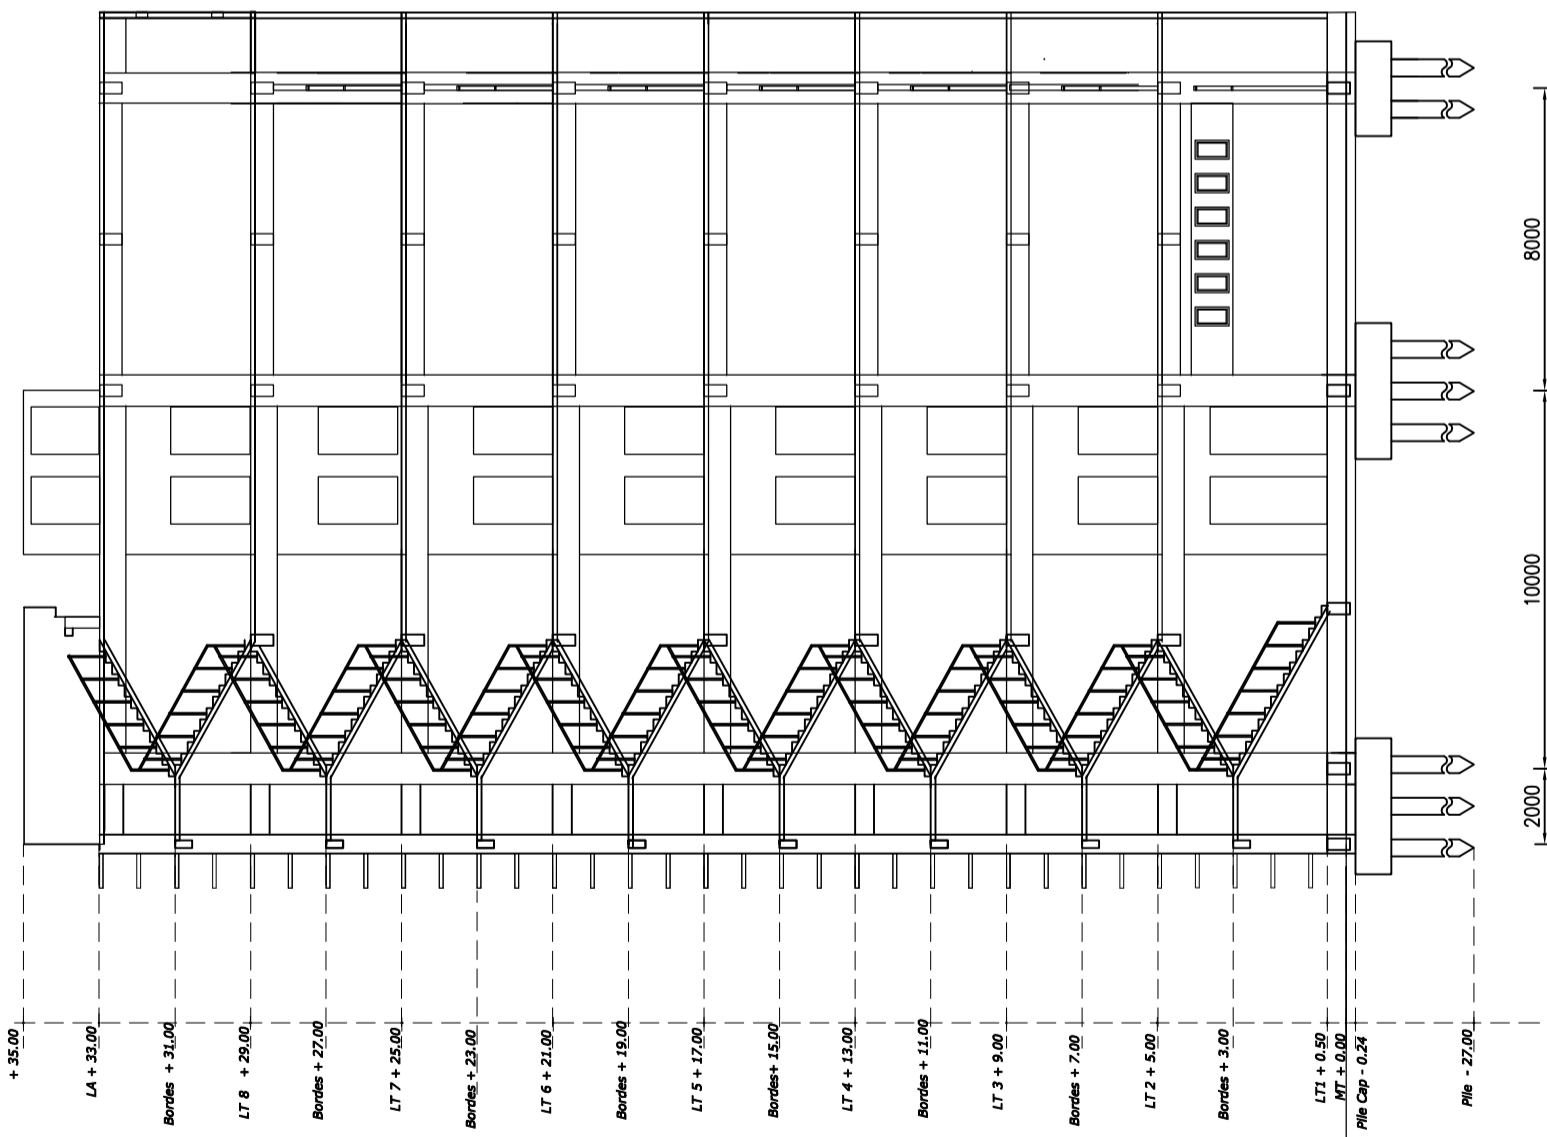 + 35.00
LA + 33.00
Bordes + 31.00
LT 8 + 29.00
Bordes + 27.00
LT 7 + 25.00
Bordes + 23.00
LT 6 + 21.00
Bordes + 19.00
LT 5 + 17.00
Bordes+ 15.00
LT 4 + 13.00
Bordes + 11.00
LT 3 + 9.00
Bordes + 7.00
LT 2 + 5.00
Bordes + 3.00
LT1 + 0.50
MT + 0.00
Pile Cap - 0.24
Pile - 27.00
2000
10000
8000